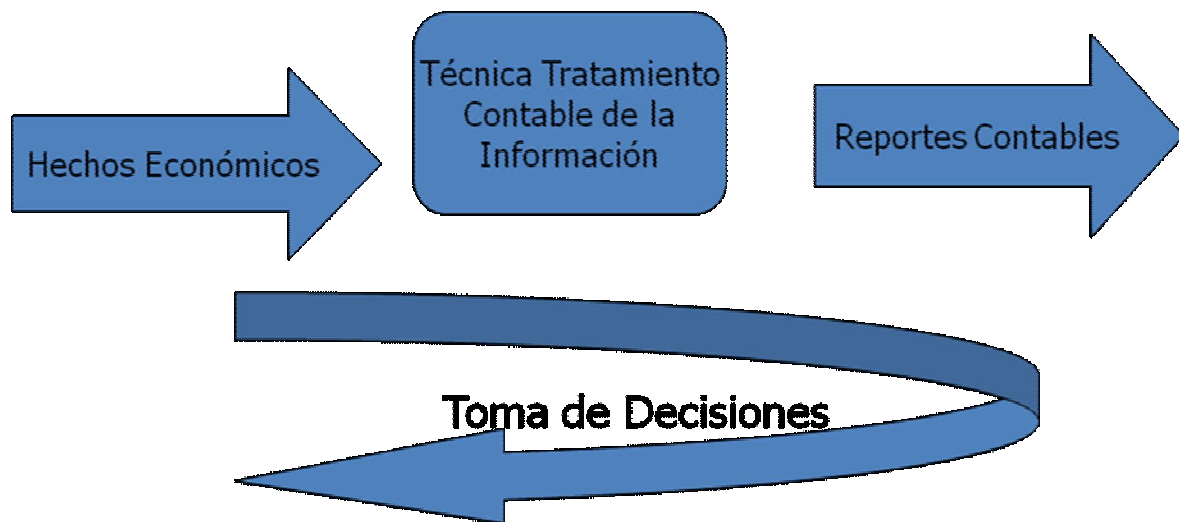 Hechos Económicos
Técnica Tratamiento
Contable de la
Información
Reportes Contables
Toma de Decisiones